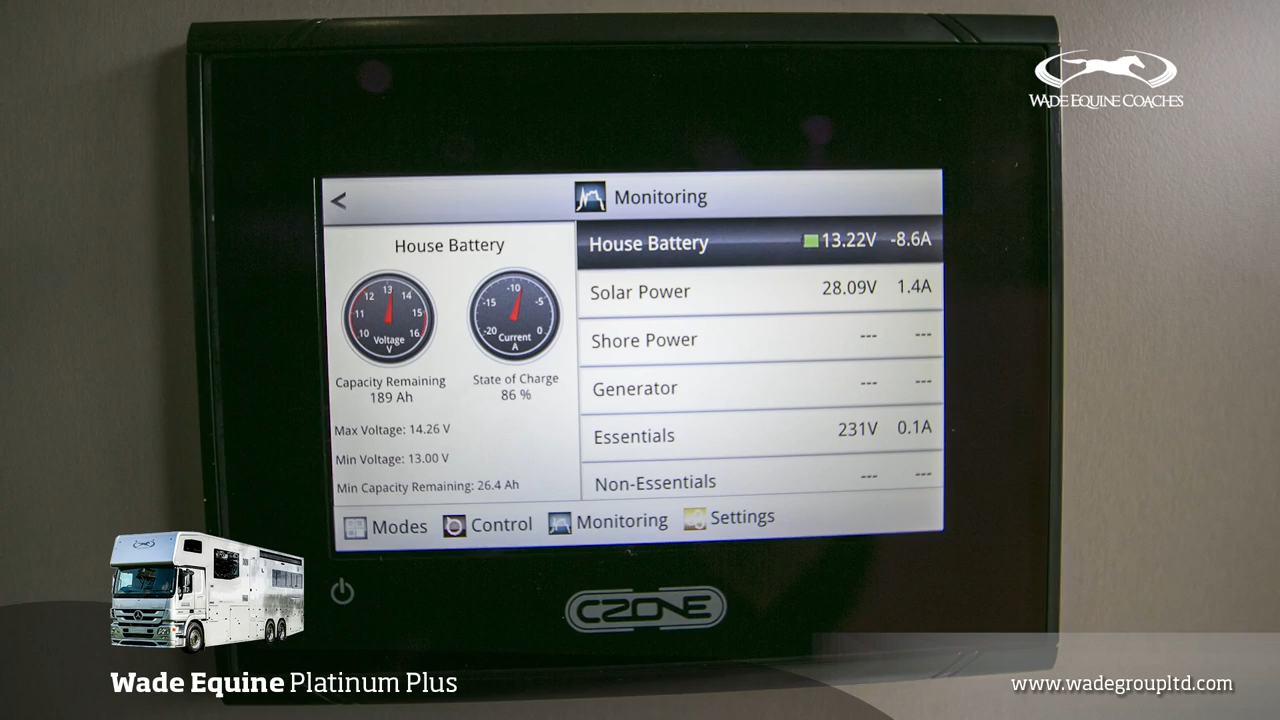 WADE EQUINE COACHES
<
Monitoring
House Battery
10 11 12 13 14 15 16
Voltage
V
-20 -15 -10 -5 0
Current
A
Capacity Remaining
189 Ah
State of Charge
86 %
Max Voltage: 14.26 V
Min Voltage: 13.00 V
Min Capacity Remaining: 26.4 Ah
House Battery 13.22V -8.6A
Solar Power 28.09V 1.4A
Shore Power --- ---
Generator --- ---
Essentials 231V 0.1A
Non-Essentials --- ---
Modes Control Monitoring Settings
CZONE
Wade Equine Platinum Plus
www.wadegroupltd.com